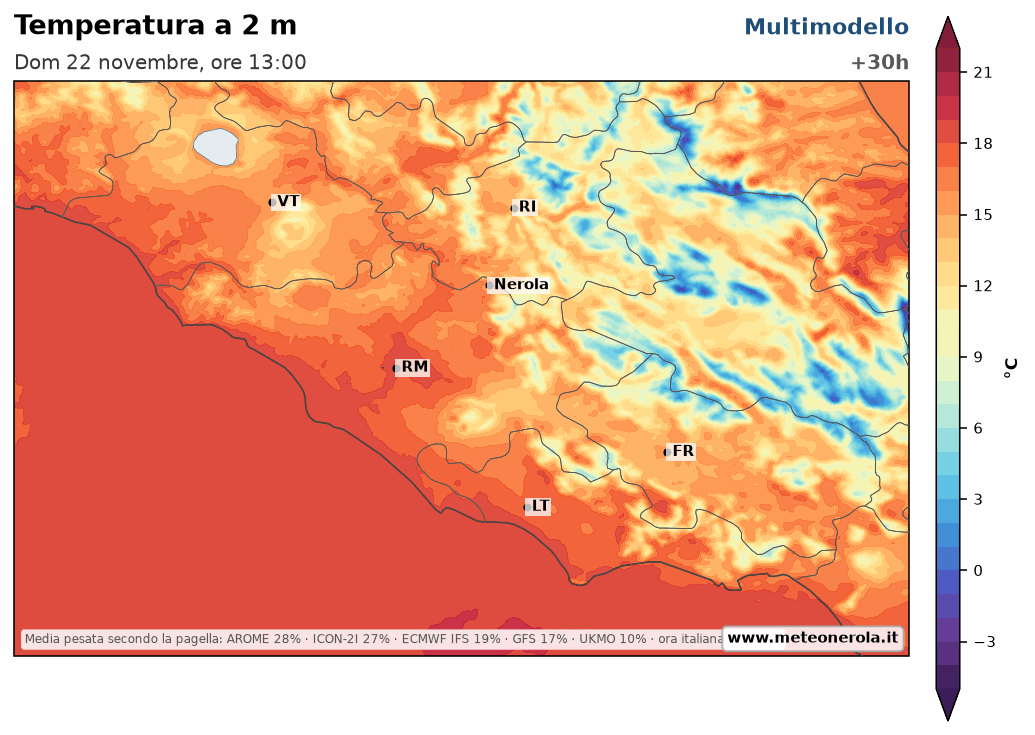 Temperatura a 2 m
Multimodello
Dom 22 novembre, ore 13:00
+30h
VT
RI
Nerola
RM
FR
LT
21
18
15
12
9
6
3
0
−3
°C
Media pesata secondo la pagella: AROME 28% · ICON-2I 27% · ECMWF IFS 19% · GFS 17% · UKMO 10% · ora italiana
www.meteonerola.it